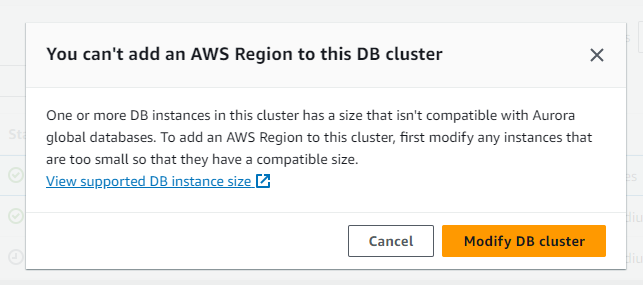 You can't add an AWS Region to this DB cluster
One or more DB instances in this cluster has a size that isn't compatible with Aurora
global databases. To add an AWS Region to this cluster, first modify any instances that
are too small so that they have a compatible size.
View supported DB instance size
Cancel
Modify DB cluster